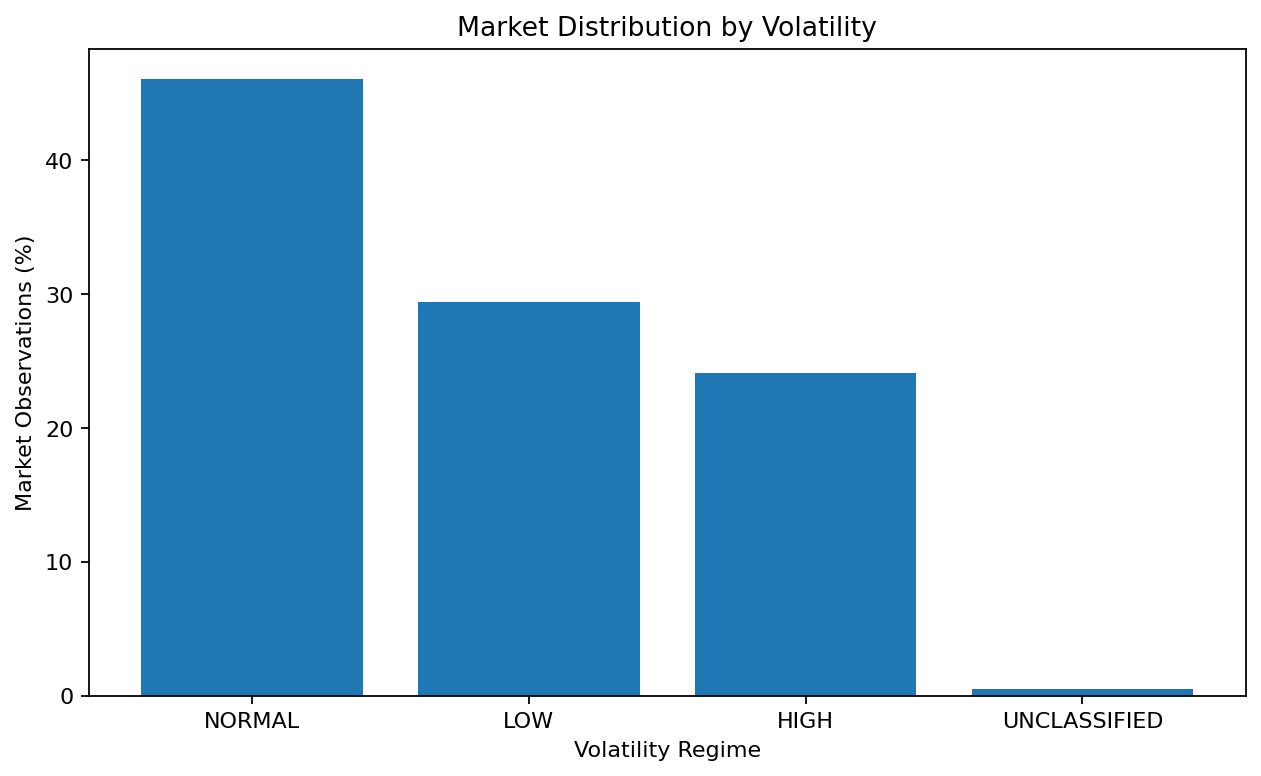 Market Distribution by Volatility
Market Observations (%)
40
30
20
10
0
NORMAL LOW HIGH UNCLASSIFIED
Volatility Regime